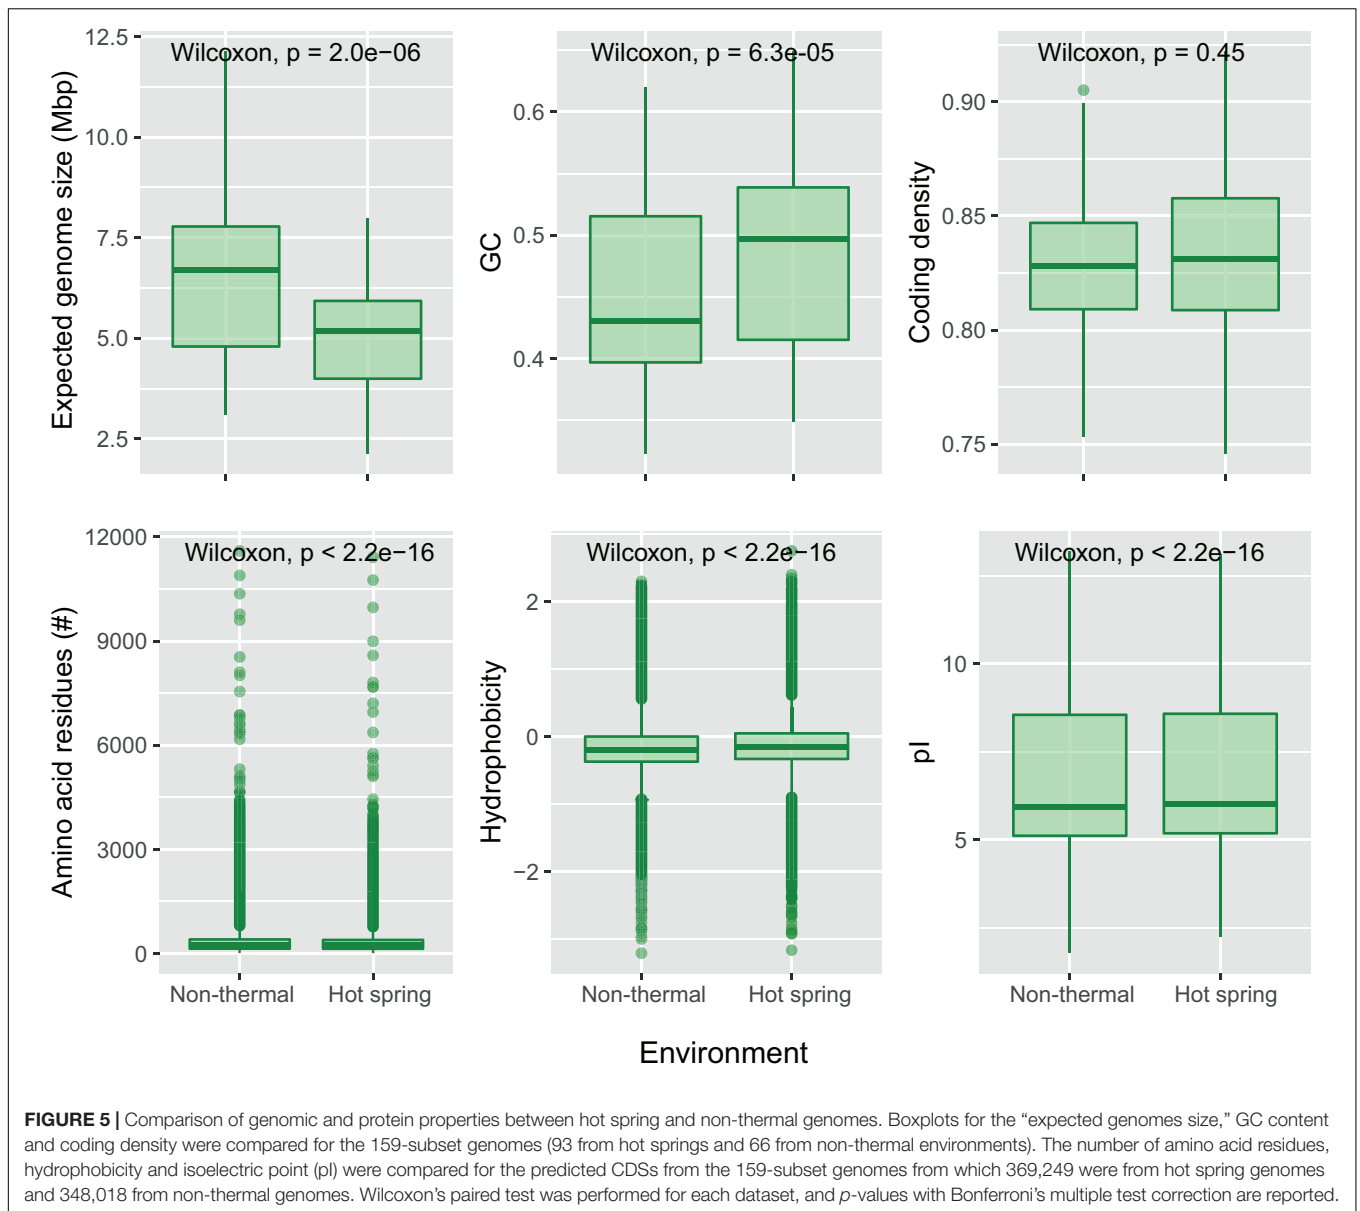 Wilcoxon, p = 2.0e−06
Expected genome size (Mbp)
12.5
10.0
7.5
5.0
2.5
Wilcoxon, p = 6.3e-05
GC
0.6
0.5
0.4
Wilcoxon, p = 0.45
Coding density
0.90
0.85
0.80
0.75
Wilcoxon, p < 2.2e−16
Amino acid residues (#)
12000
9000
6000
3000
0
Non-thermal Hot spring
Wilcoxon, p < 2.2e−16
Hydrophobicity
2
0
−2
Non-thermal Hot spring
Wilcoxon, p < 2.2e−16
pI
10
5
Non-thermal Hot spring
Environment
FIGURE 5 | Comparison of genomic and protein properties between hot spring and non-thermal genomes. Boxplots for the “expected genomes size,” GC content
and coding density were compared for the 159-subset genomes (93 from hot springs and 66 from non-thermal environments). The number of amino acid residues,
hydrophobicity and isoelectric point (pI) were compared for the predicted CDSs from the 159-subset genomes from which 369,249 were from hot spring genomes
and 348,018 from non-thermal genomes. Wilcoxon’s paired test was performed for each dataset, and p-values with Bonferroni’s multiple test correction are reported.